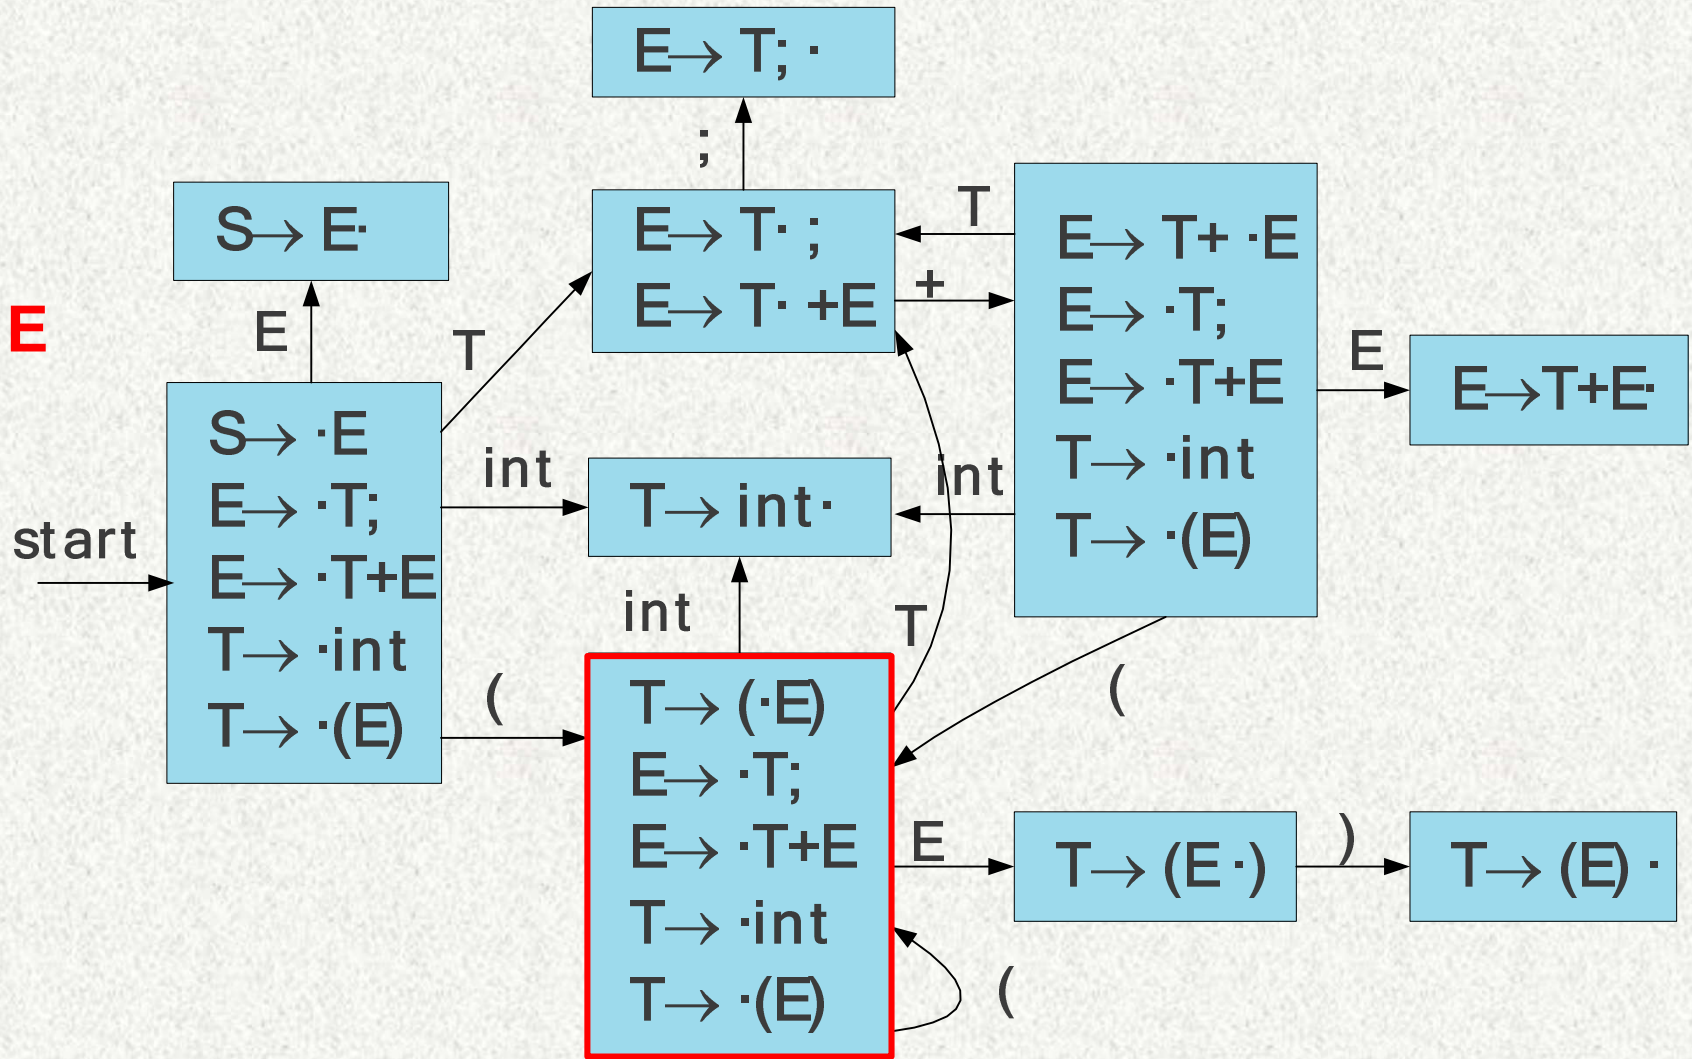 E→ T; ·
;
S→ E·
E→ T· ;
E→ T· +E
T
+
E→ T+ ·E
E→ ·T;
E→ ·T+E
T→ ·int
T→ ·(E)
E
E
T
E
E→T+E·
S→ ·E
E→ ·T;
E→ ·T+E
T→ ·int
T→ ·(E)
start
int
T→ int·
int
int
T
(
(
T→ (·E)
E→ ·T;
E→ ·T+E
T→ ·int
T→ ·(E)
E
T→ (E ·)
)
T→ (E) ·
(